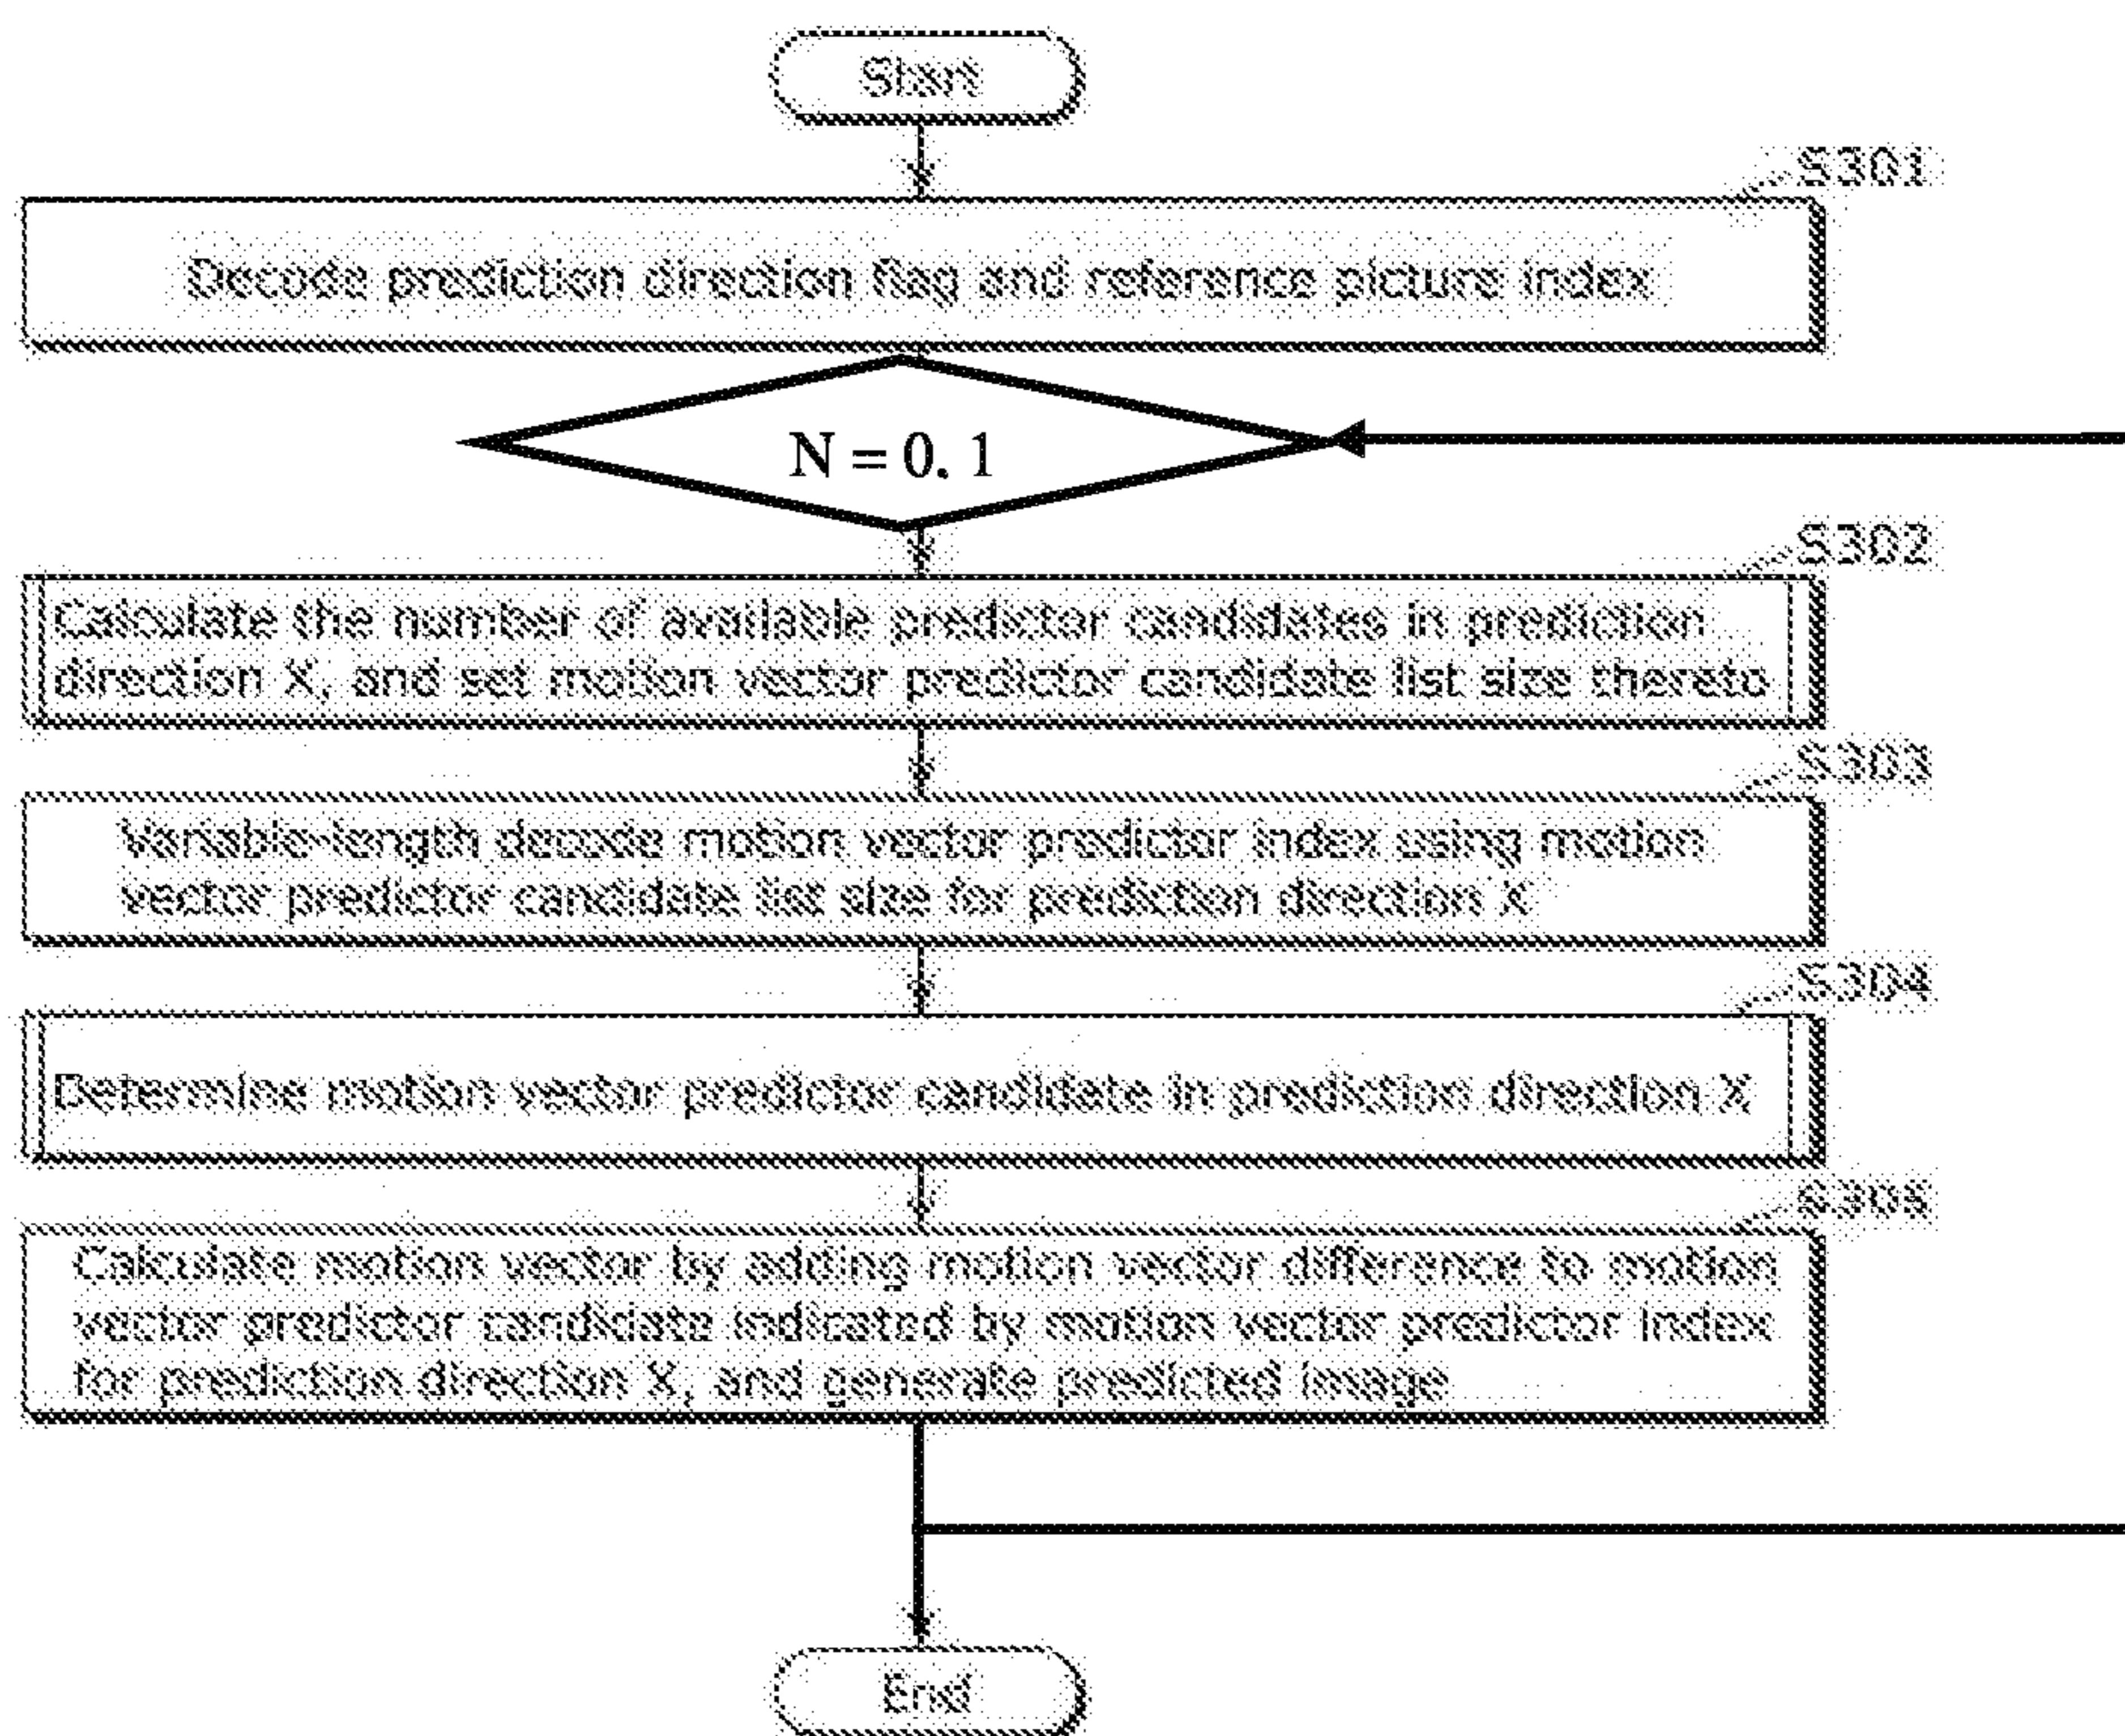 Start
S301
Decode prediction direction flag and reference picture index
N = 0. 1
S302
Calculate the number of available predictor candidates in prediction
direction X, and set motion vector predictor candidate list size thereto
S303
Variable-length decode motion vector predictor index using motion
vector predictor candidate list size for prediction direction X
S304
Determine motion vector predictor candidate in prediction direction X
S305
Calculate motion vector by adding motion vector difference to motion
vector predictor candidate indicated by motion vector predictor index
for prediction direction X, and generate predicted image
End